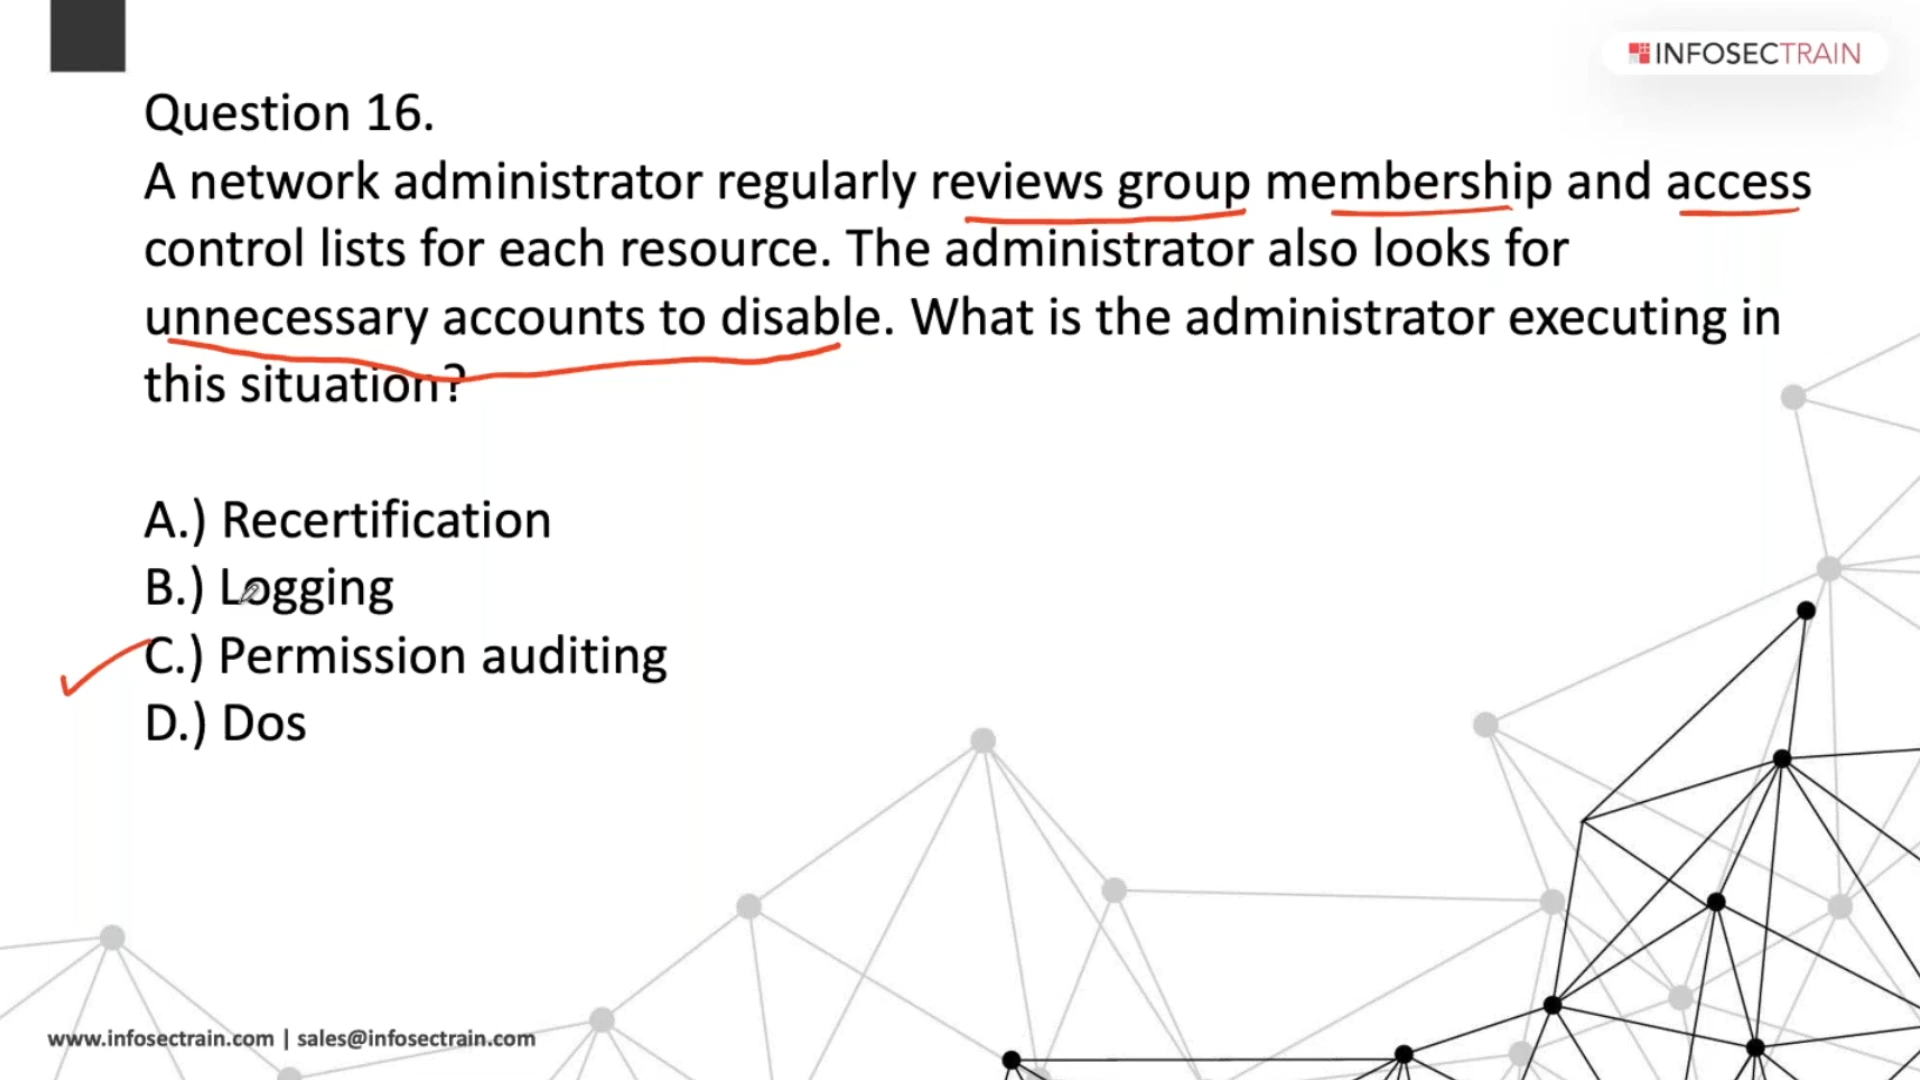 INFOSECTRAIN
Question 16.
A network administrator regularly reviews group membership and access
control lists for each resource. The administrator also looks for
unnecessary accounts to disable. What is the administrator executing in
this situation?
A.) Recertification
B.) Logging
C.) Permission auditing
D.) Dos
www.infosectrain.com | sales@infosectrain.com